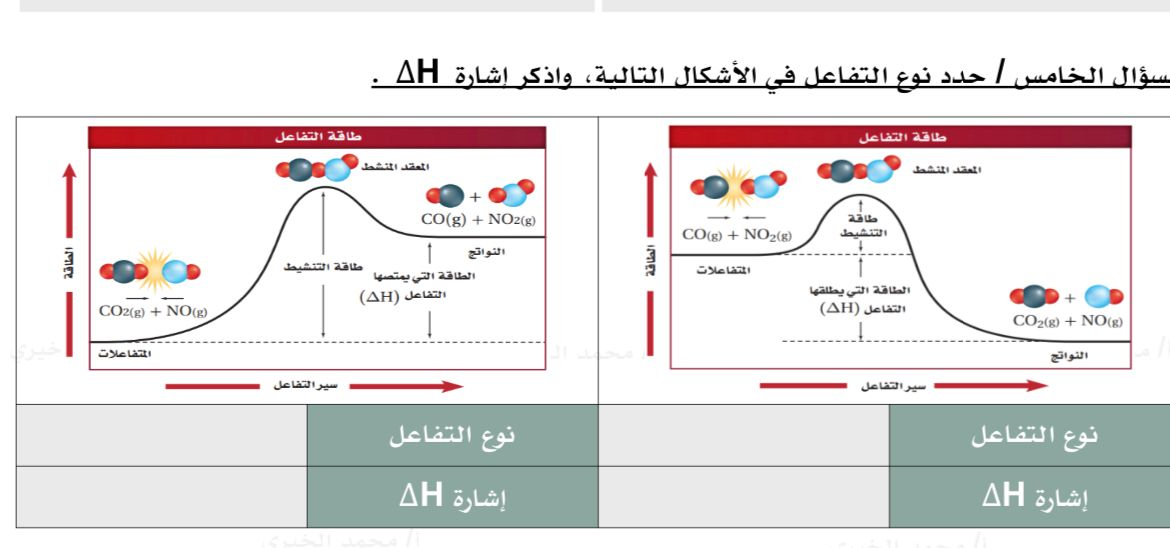 سؤال الخامس / حدد نوع التفاعل في الأشكال التالية، واذكر إشارة ΔH .
طاقة التفاعل
المعقد المنشط
CO(g) + NO₂(g)
طاقة
التنشيط
المتفاعلات
الطاقة
الطاقة التي يطلقها
التفاعل (ΔH)
CO₂(g) + NO(g)
النواتج
سير التفاعل
نوع التفاعل
إشارة ΔH
طاقة التفاعل
المعقد المنشط
CO(g) + NO2(g)
النواتج
الطاقة
طاقة التنشيط
الطاقة التي يمتصها
التفاعل (ΔH)
CO2(g) + NO(g)
المتفاعلات
سير التفاعل
نوع التفاعل
إشارة ΔH
أ/ محمد الخيري
أ/ محمد الخيري